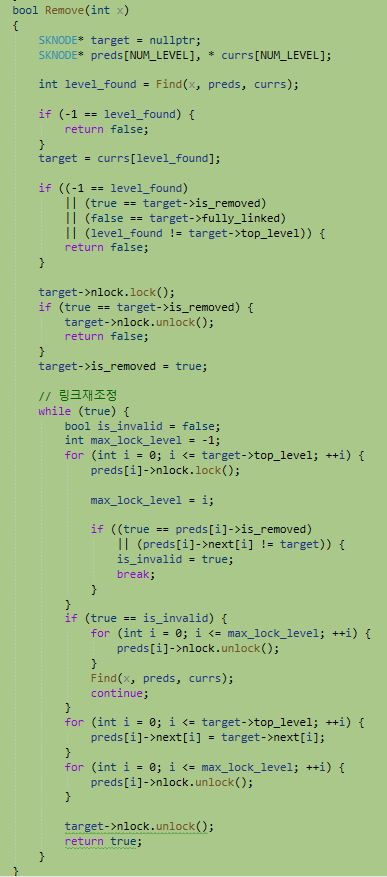 bool Remove(int x)
{
SKNODE* target = nullptr;
SKNODE* preds[NUM_LEVEL], * currs[NUM_LEVEL];
int level_found = Find(x, preds, currs);
if (-1 == level_found) {
return false;
}
target = currs[level_found];
if ((-1 == level_found)
|| (true == target->is_removed)
|| (false == target->fully_linked)
|| (level_found != target->top_level)) {
return false;
}
target->nlock.lock();
if (true == target->is_removed) {
target->nlock.unlock();
return false;
}
target->is_removed = true;
// 링크재조정
while (true) {
bool is_invalid = false;
int max_lock_level = -1;
for (int i = 0; i <= target->top_level; ++i) {
preds[i]->nlock.lock();
max_lock_level = i;
if ((true == preds[i]->is_removed)
|| (preds[i]->next[i] != target)) {
is_invalid = true;
break;
}
}
if (true == is_invalid) {
for (int i = 0; i <= max_lock_level; ++i) {
preds[i]->nlock.unlock();
}
Find(x, preds, currs);
continue;
}
for (int i = 0; i <= target->top_level; ++i) {
preds[i]->next[i] = target->next[i];
}
for (int i = 0; i <= max_lock_level; ++i) {
preds[i]->nlock.unlock();
}
target->nlock.unlock();
return true;
}
}